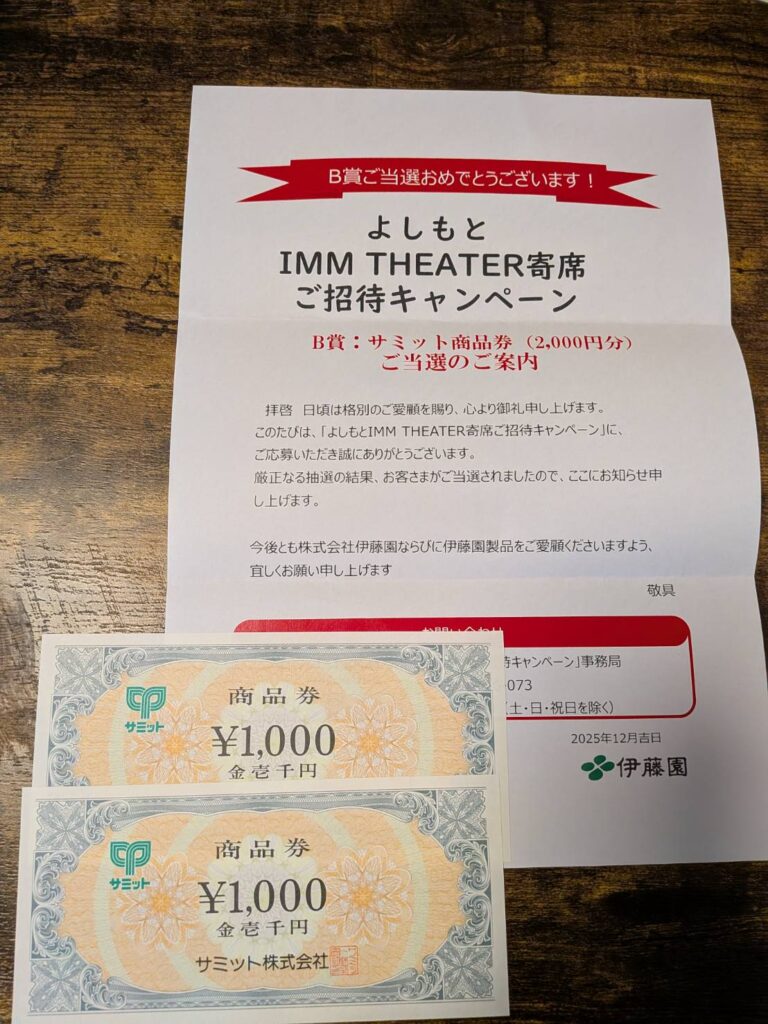 B賞ご当選おめでとうございます！
よしもと
IMM THEATER寄席
ご招待キャンペーン
B賞：サミット商品券（2,000円分）
ご当選のご案内
拝啓　日頃は格別のご愛顧を賜り、心より御礼申し上げます。
このたびは、「よしもとIMM THEATER寄席ご招待キャンペーン」に、
ご応募いただき誠にありがとうございます。
厳正なる抽選の結果、お客さまがご当選されましたので、ここにお知らせ申
し上げます。
今後とも株式会社伊藤園ならびに伊藤園製品をご愛顧くださいますよう、
宜しくお願い申し上げます
敬具
お問い合わせ
待キャンペーン」事務局
-073
（土・日・祝日を除く）
2025年12月吉日
伊藤園
サミット
商品券
¥1,000
金壱千円
サミット
商品券
¥1,000
金壱千円
サミット株式会社